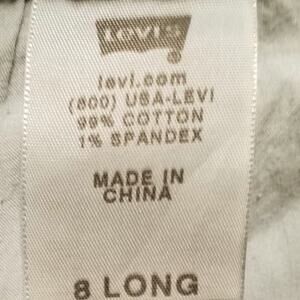 LEVI'S
®
levi.com
(800) USA-LEVI
99% COTTON
1% SPANDEX
MADE IN
CHINA
8 LONG